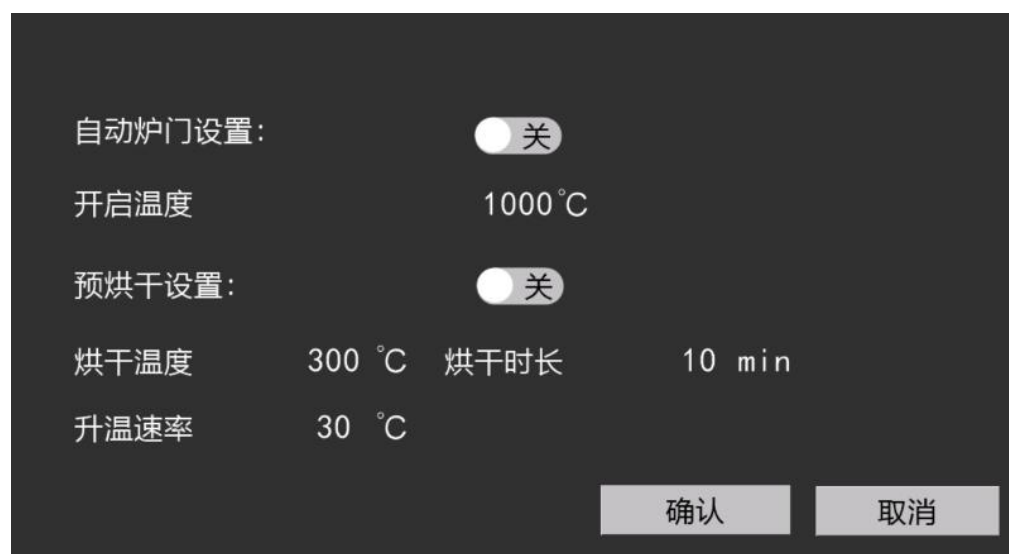 自动炉门设置: 关
开启温度 1000℃
预烘干设置: 关
烘干温度 300 ℃ 烘干时长 10 min
升温速率 30 ℃
确认 取消